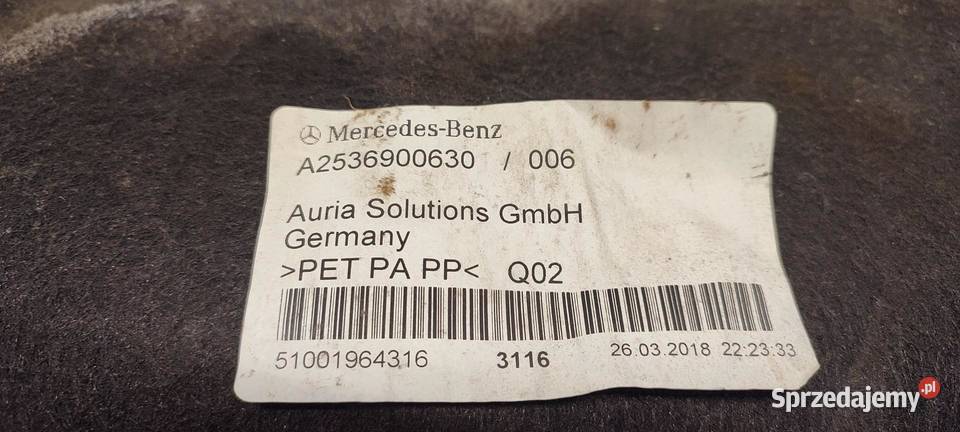 Mercedes-Benz
A2536900630 / 006
Auria Solutions GmbH
Germany
>PET PA PP< Q02
51001964316 3116 26.03.2018 22:23:33
Sprzedajemy.pl